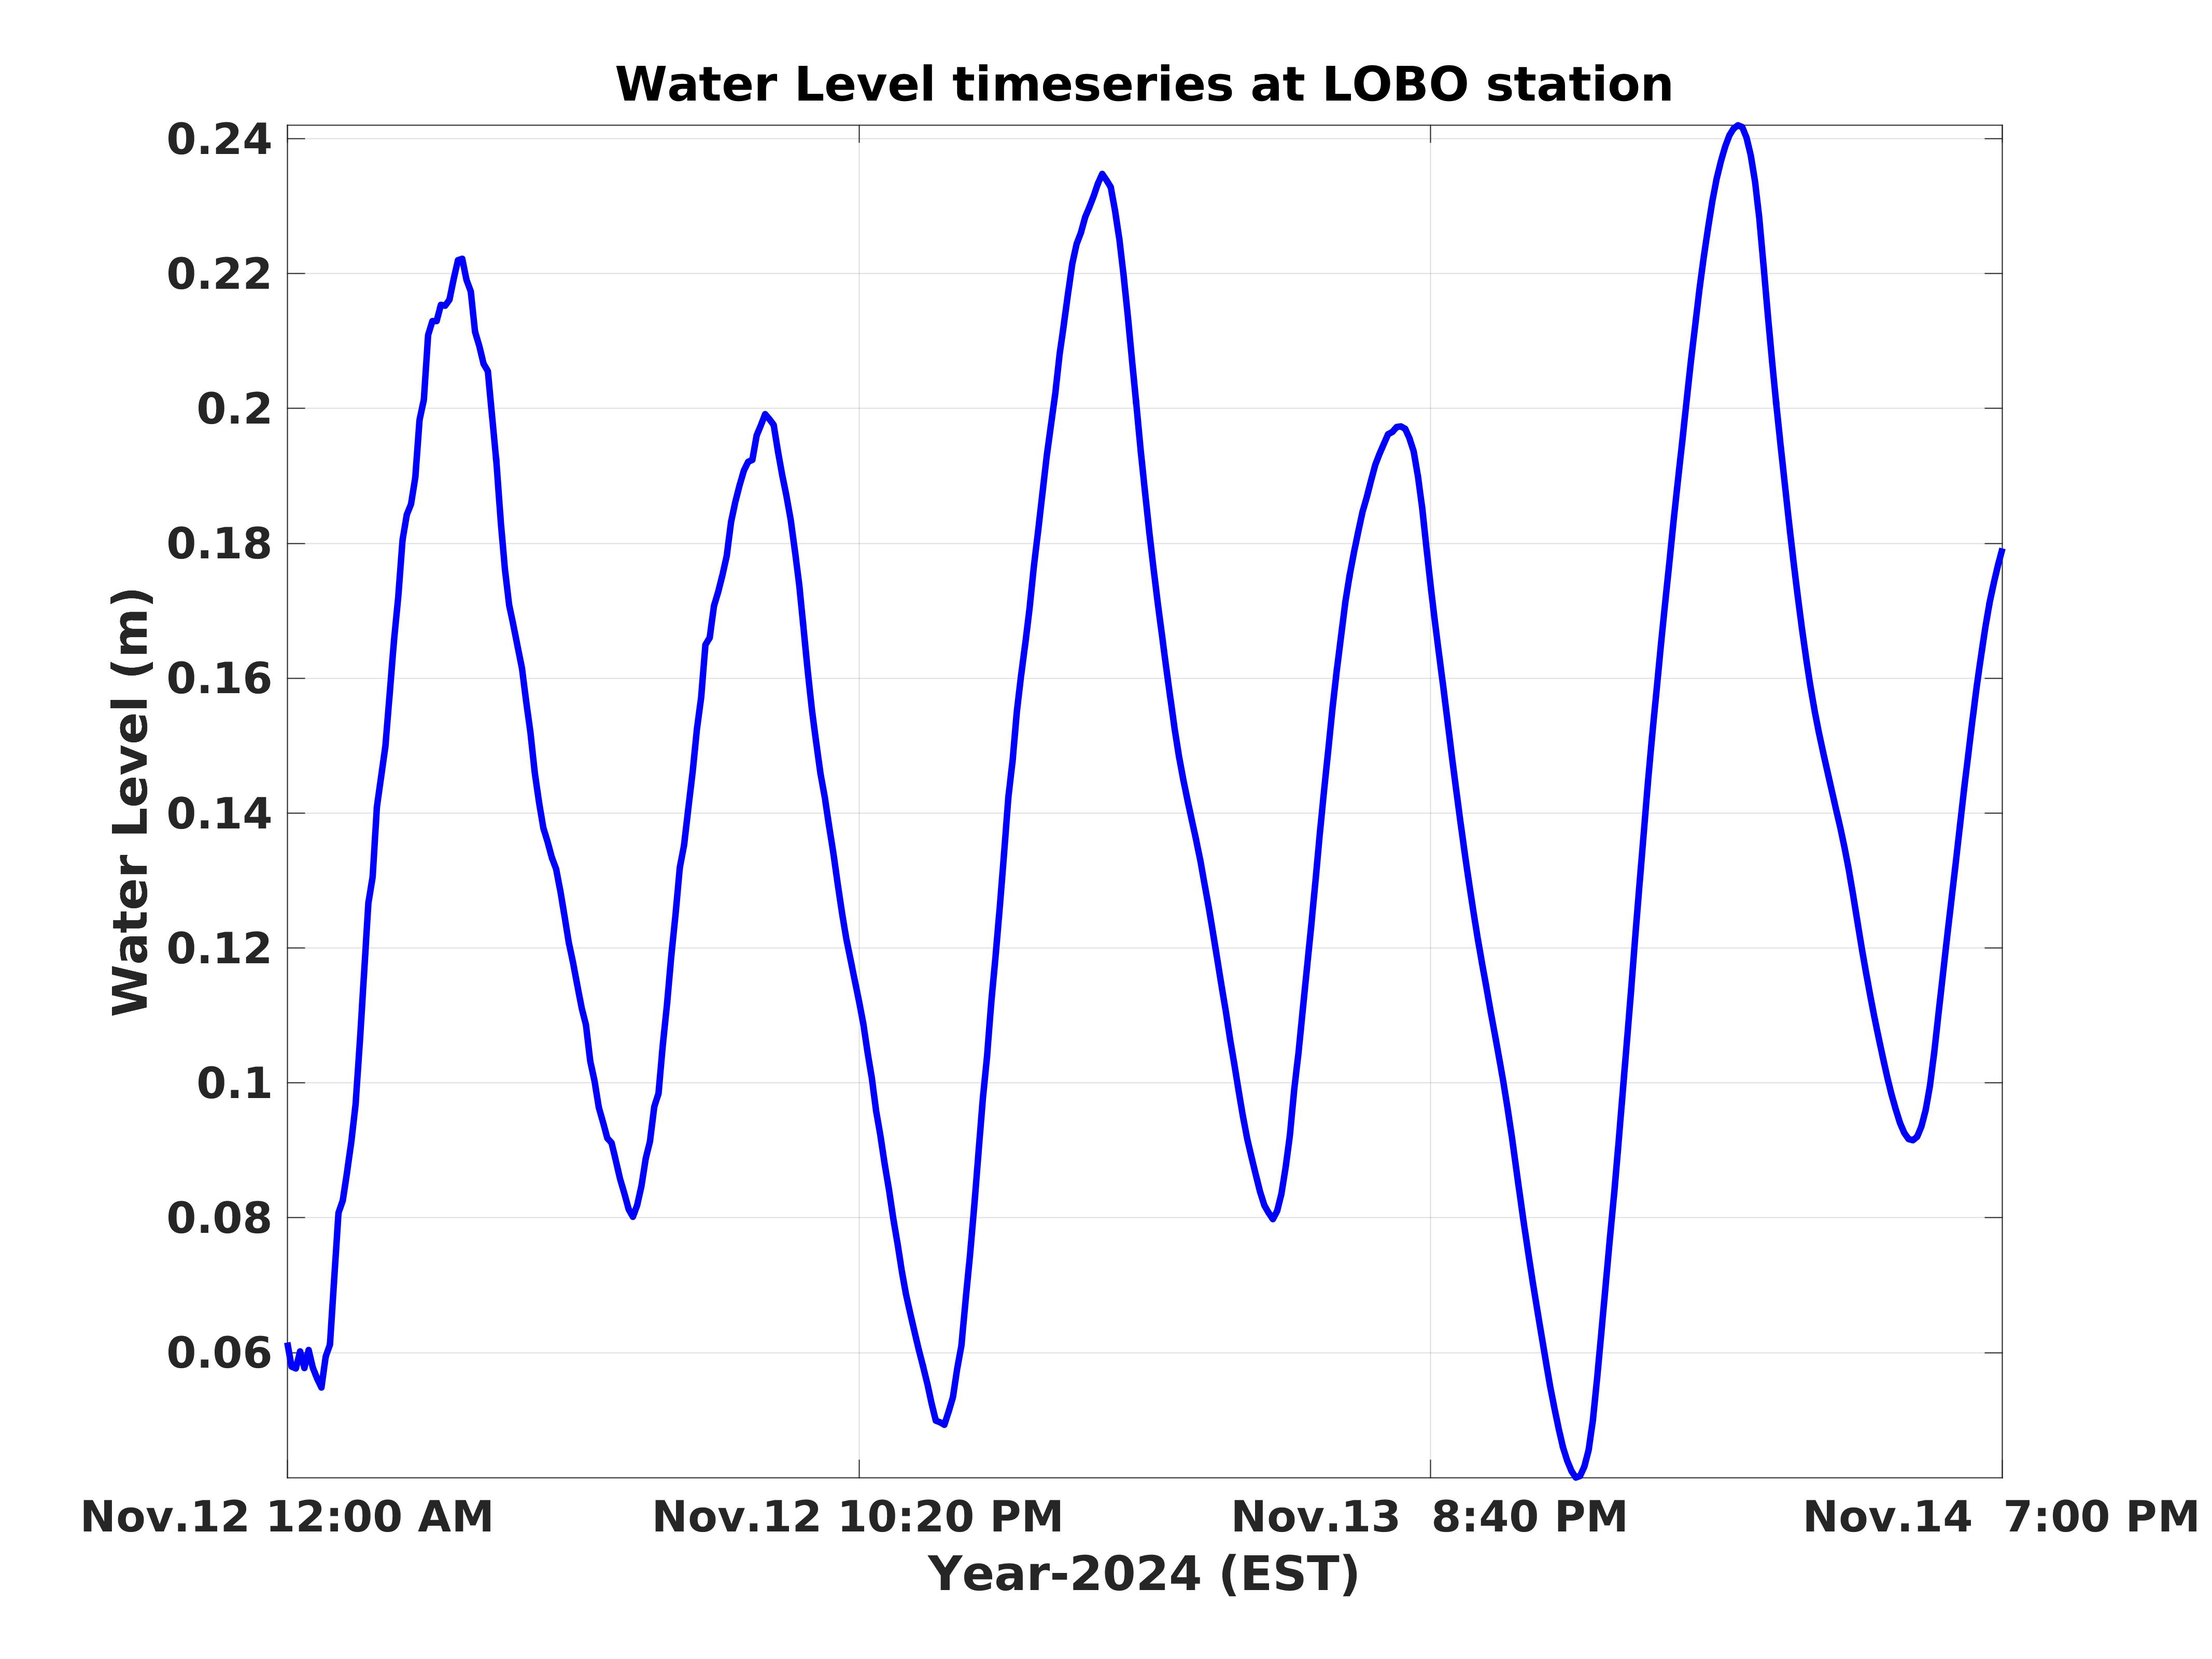 Water Level timeseries at LOBO station
0.24
0.22
0.2
0.18
0.16
0.14
0.12
0.1
0.08
0.06
Water Level (m)
Nov.12 12:00 AM Nov.12 10:20 PM Nov.13 8:40 PM Nov.14 7:00 PM
Year-2024 (EST)